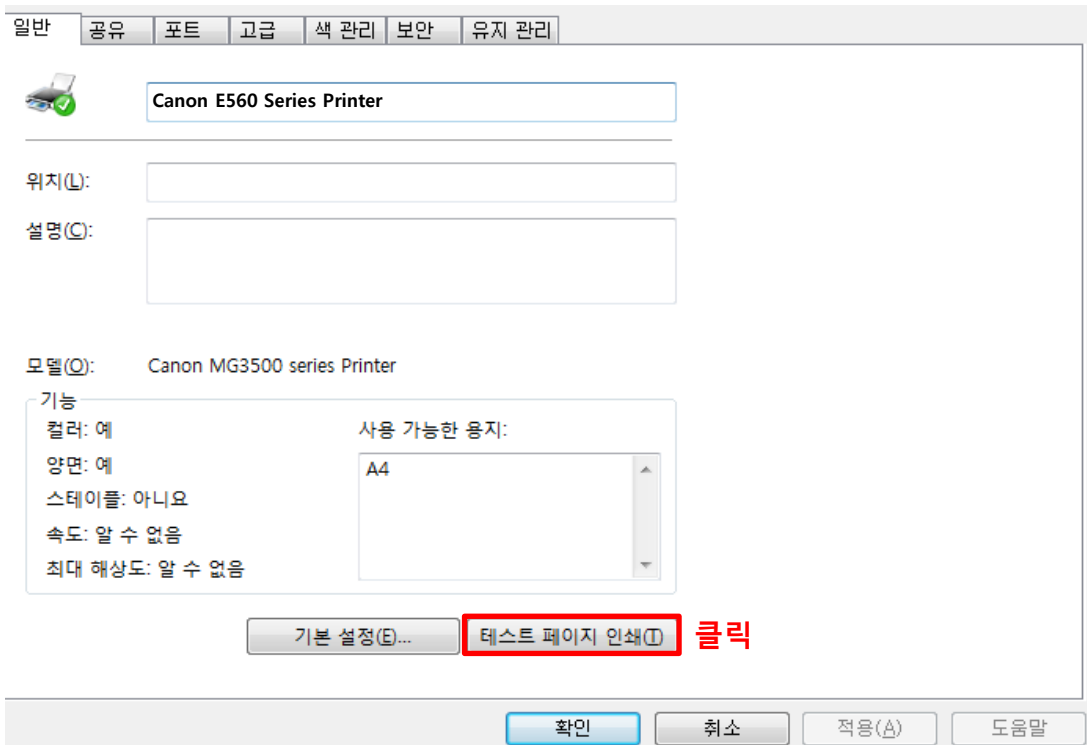 일반 공유 포트 고급 색 관리 보안 유지 관리
Canon E560 Series Printer
위치(L):
설명(C):
모델(O): Canon MG3500 series Printer
기능
컬러: 예 사용 가능한 용지:
양면: 예 A4
스테이플: 아니요
속도: 알 수 없음
최대 해상도: 알 수 없음
기본 설정(E)... 테스트 페이지 인쇄(T) 클릭
확인 취소 적용(A) 도움말